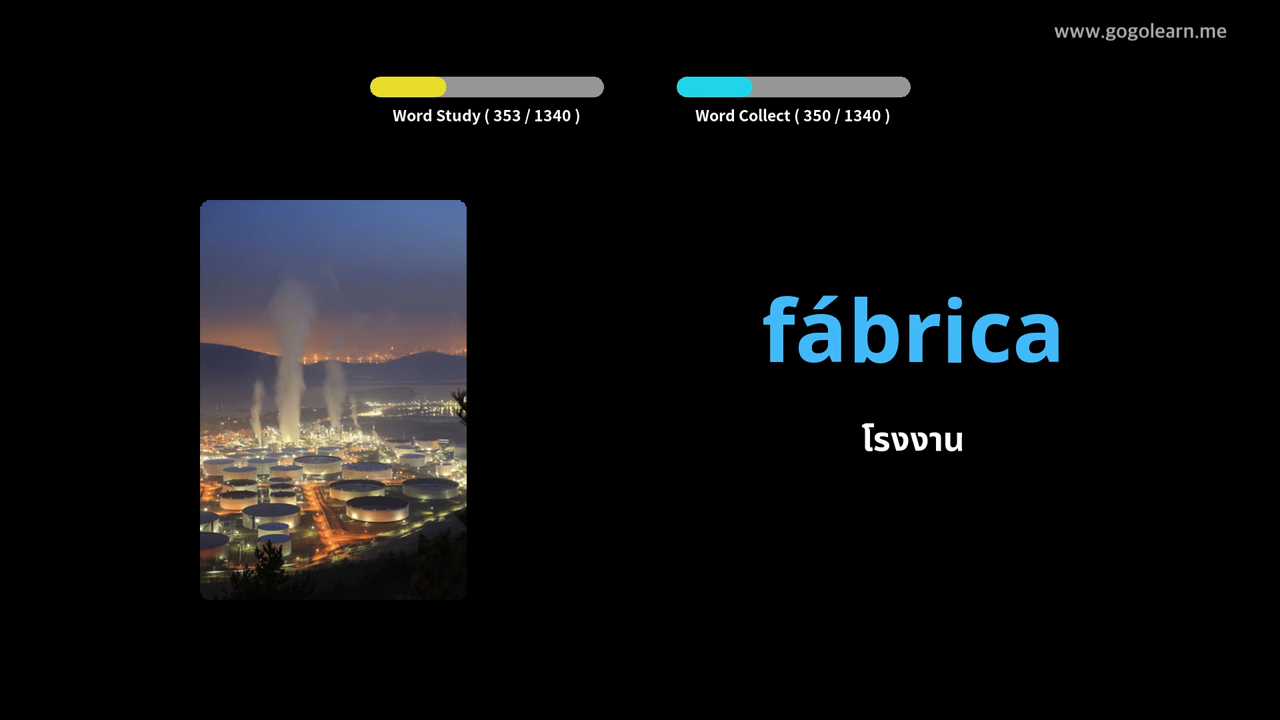 www.gogolearn.me
Word Study ( 353 / 1340 )
Word Collect ( 350 / 1340 )
fábrica
โรงงาน